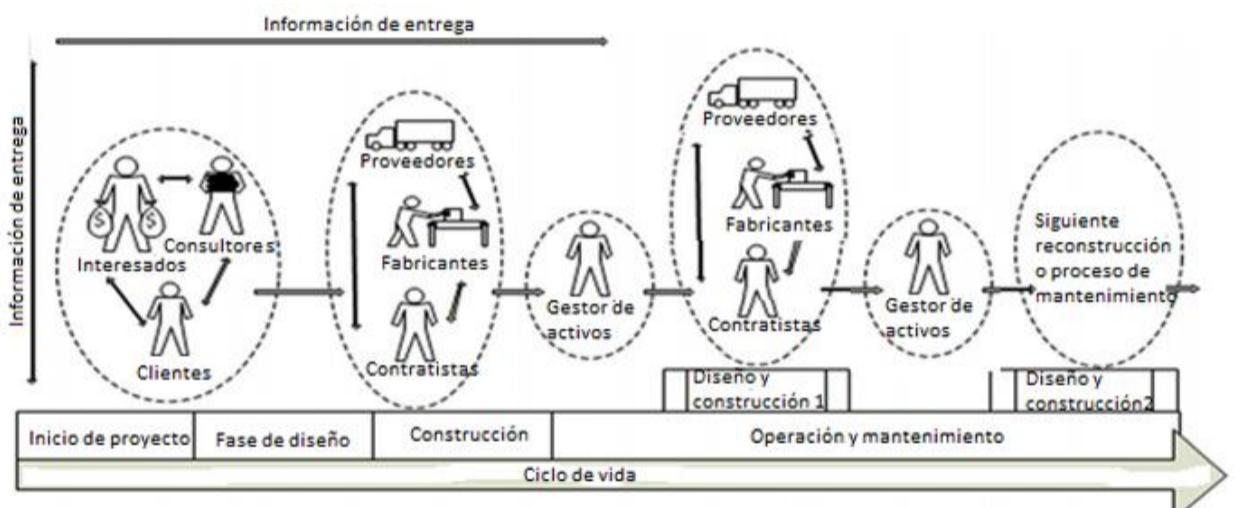 Información de entrega
Información de entrega
Interesados
Consultores
Clientes
Proveedores
Fabricantes
Contratistas
Gestor de
activos
Proveedores
Fabricantes
Contratistas
Gestor de
activos
Siguiente
reconstrucción
o proceso de
mantenimiento
Diseño y
construcción 1
Diseño y
construcción2
Inicio de proyecto
Fase de diseño
Construcción
Operación y mantenimiento
Ciclo de vida
$
$